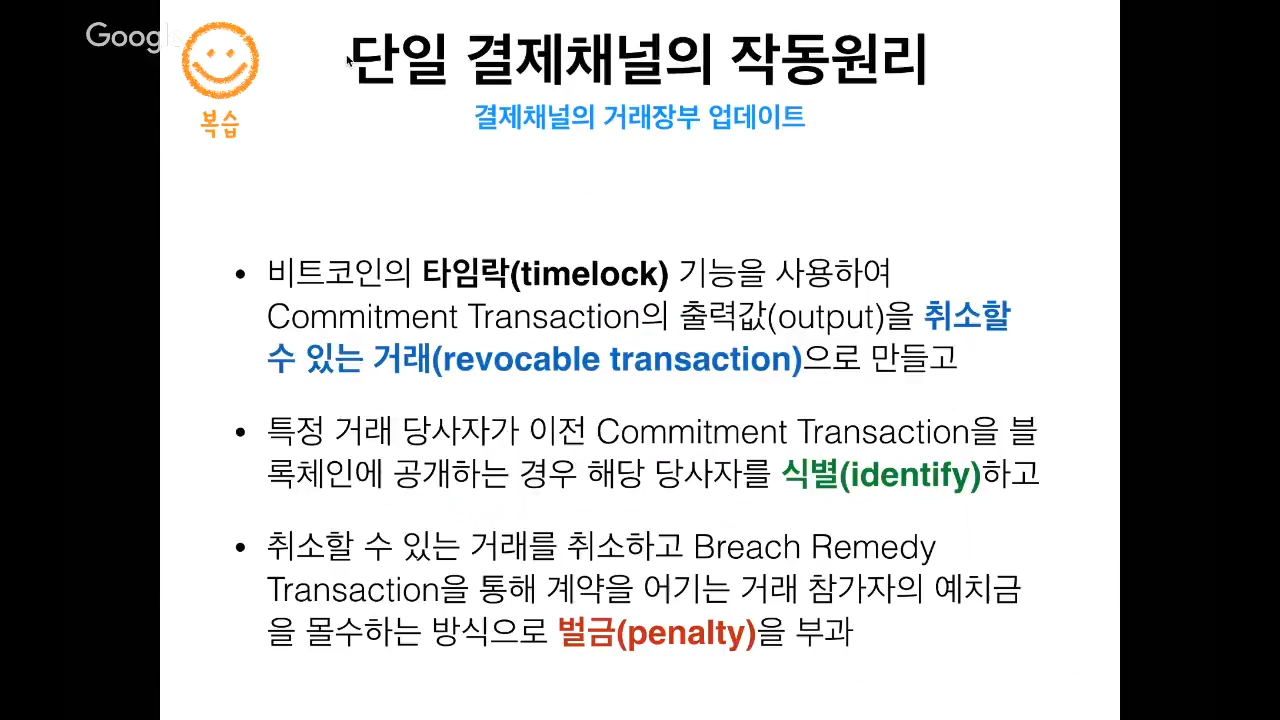 Google
복습
단일 결제채널의 작동원리
결제채널의 거래장부 업데이트
• 비트코인의 타임락(timelock) 기능을 사용하여
Commitment Transaction의 출력값(output)을 취소할
수 있는 거래(revocable transaction)으로 만들고
• 특정 거래 당사자가 이전 Commitment Transaction을 블
록체인에 공개하는 경우 해당 당사자를 식별(identify)하고
• 취소할 수 있는 거래를 취소하고 Breach Remedy
Transaction을 통해 계약을 어기는 거래 참가자의 예치금
을 몰수하는 방식으로 벌금(penalty)을 부과